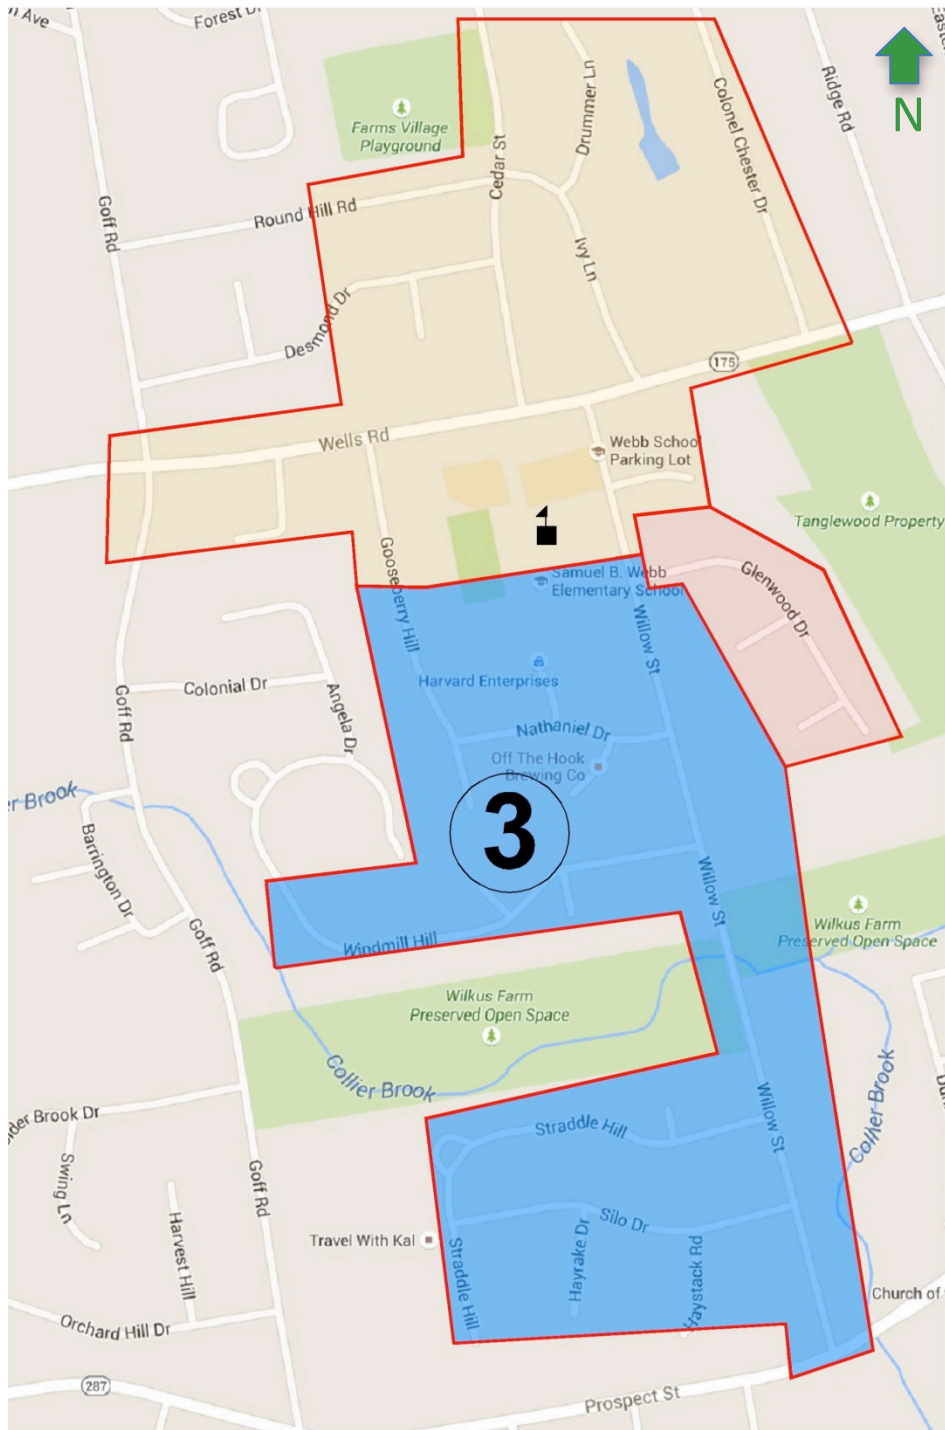 Forest Dr
Ave
N
Ridge Rd
Farms Village
Playground
Drummer Ln
Cedar St
Colonel Chester Dr
Goff Rd
Round Hill Rd
Ivy Ln
Desmond Dr
175
Wells Rd
Webb School
Parking Lot
Tanglewood Property
Gooseberry Hill
Samuel B. Webb
Elementary School
Glenwood Dr
Willow St
Harvard Enterprises
Colonial Dr
Angela Dr
Goff Rd
Nathaniel Dr
Off The Hook
Brewing Co
er Brook
3
Barrington Dr
Willow St
Goff Rd
Windmill Hill
Wilkus Farm
Preserved Open Space
Wilkus Farm
Preserved Open Space
Collier Brook
Collier Brook
der Brook Dr
Straddle Hill
Willow St
Swing Ln
Goff Rd
Harvest Hill
Travel With Kal
Straddle Hill
Silo Dr
Hayrake Dr
Haystack Rd
Church of
Orchard Hill Dr
287
Prospect St